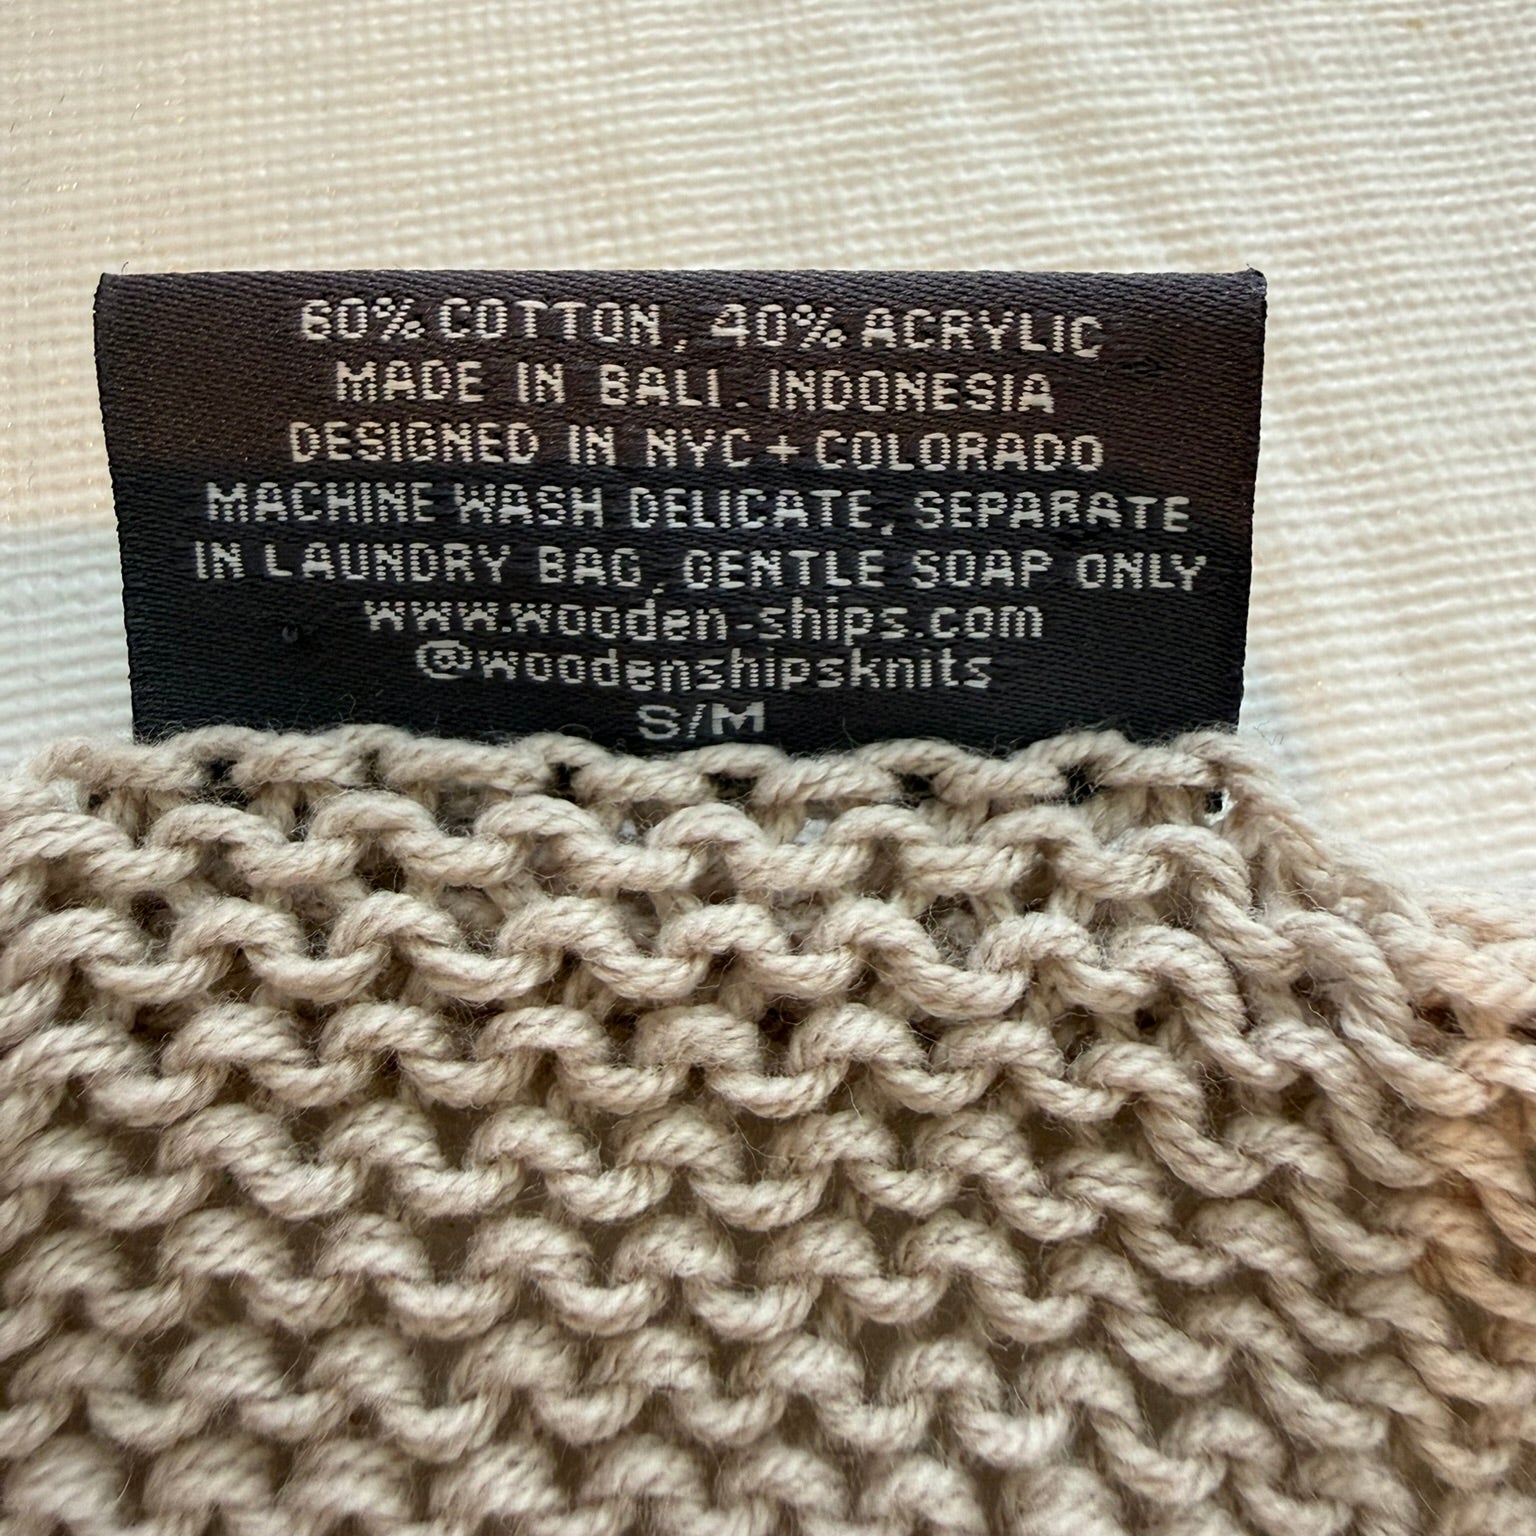 60% COTTON, 40% ACRYLIC
MADE IN BALI. INDONESIA
DESIGNED IN NYC + COLORADO
MACHINE WASH DELICATE, SEPARATE
IN LAUNDRY BAG, GENTLE SOAP ONLY
www.wooden-ships.com
@woodenshipsknits
S/M